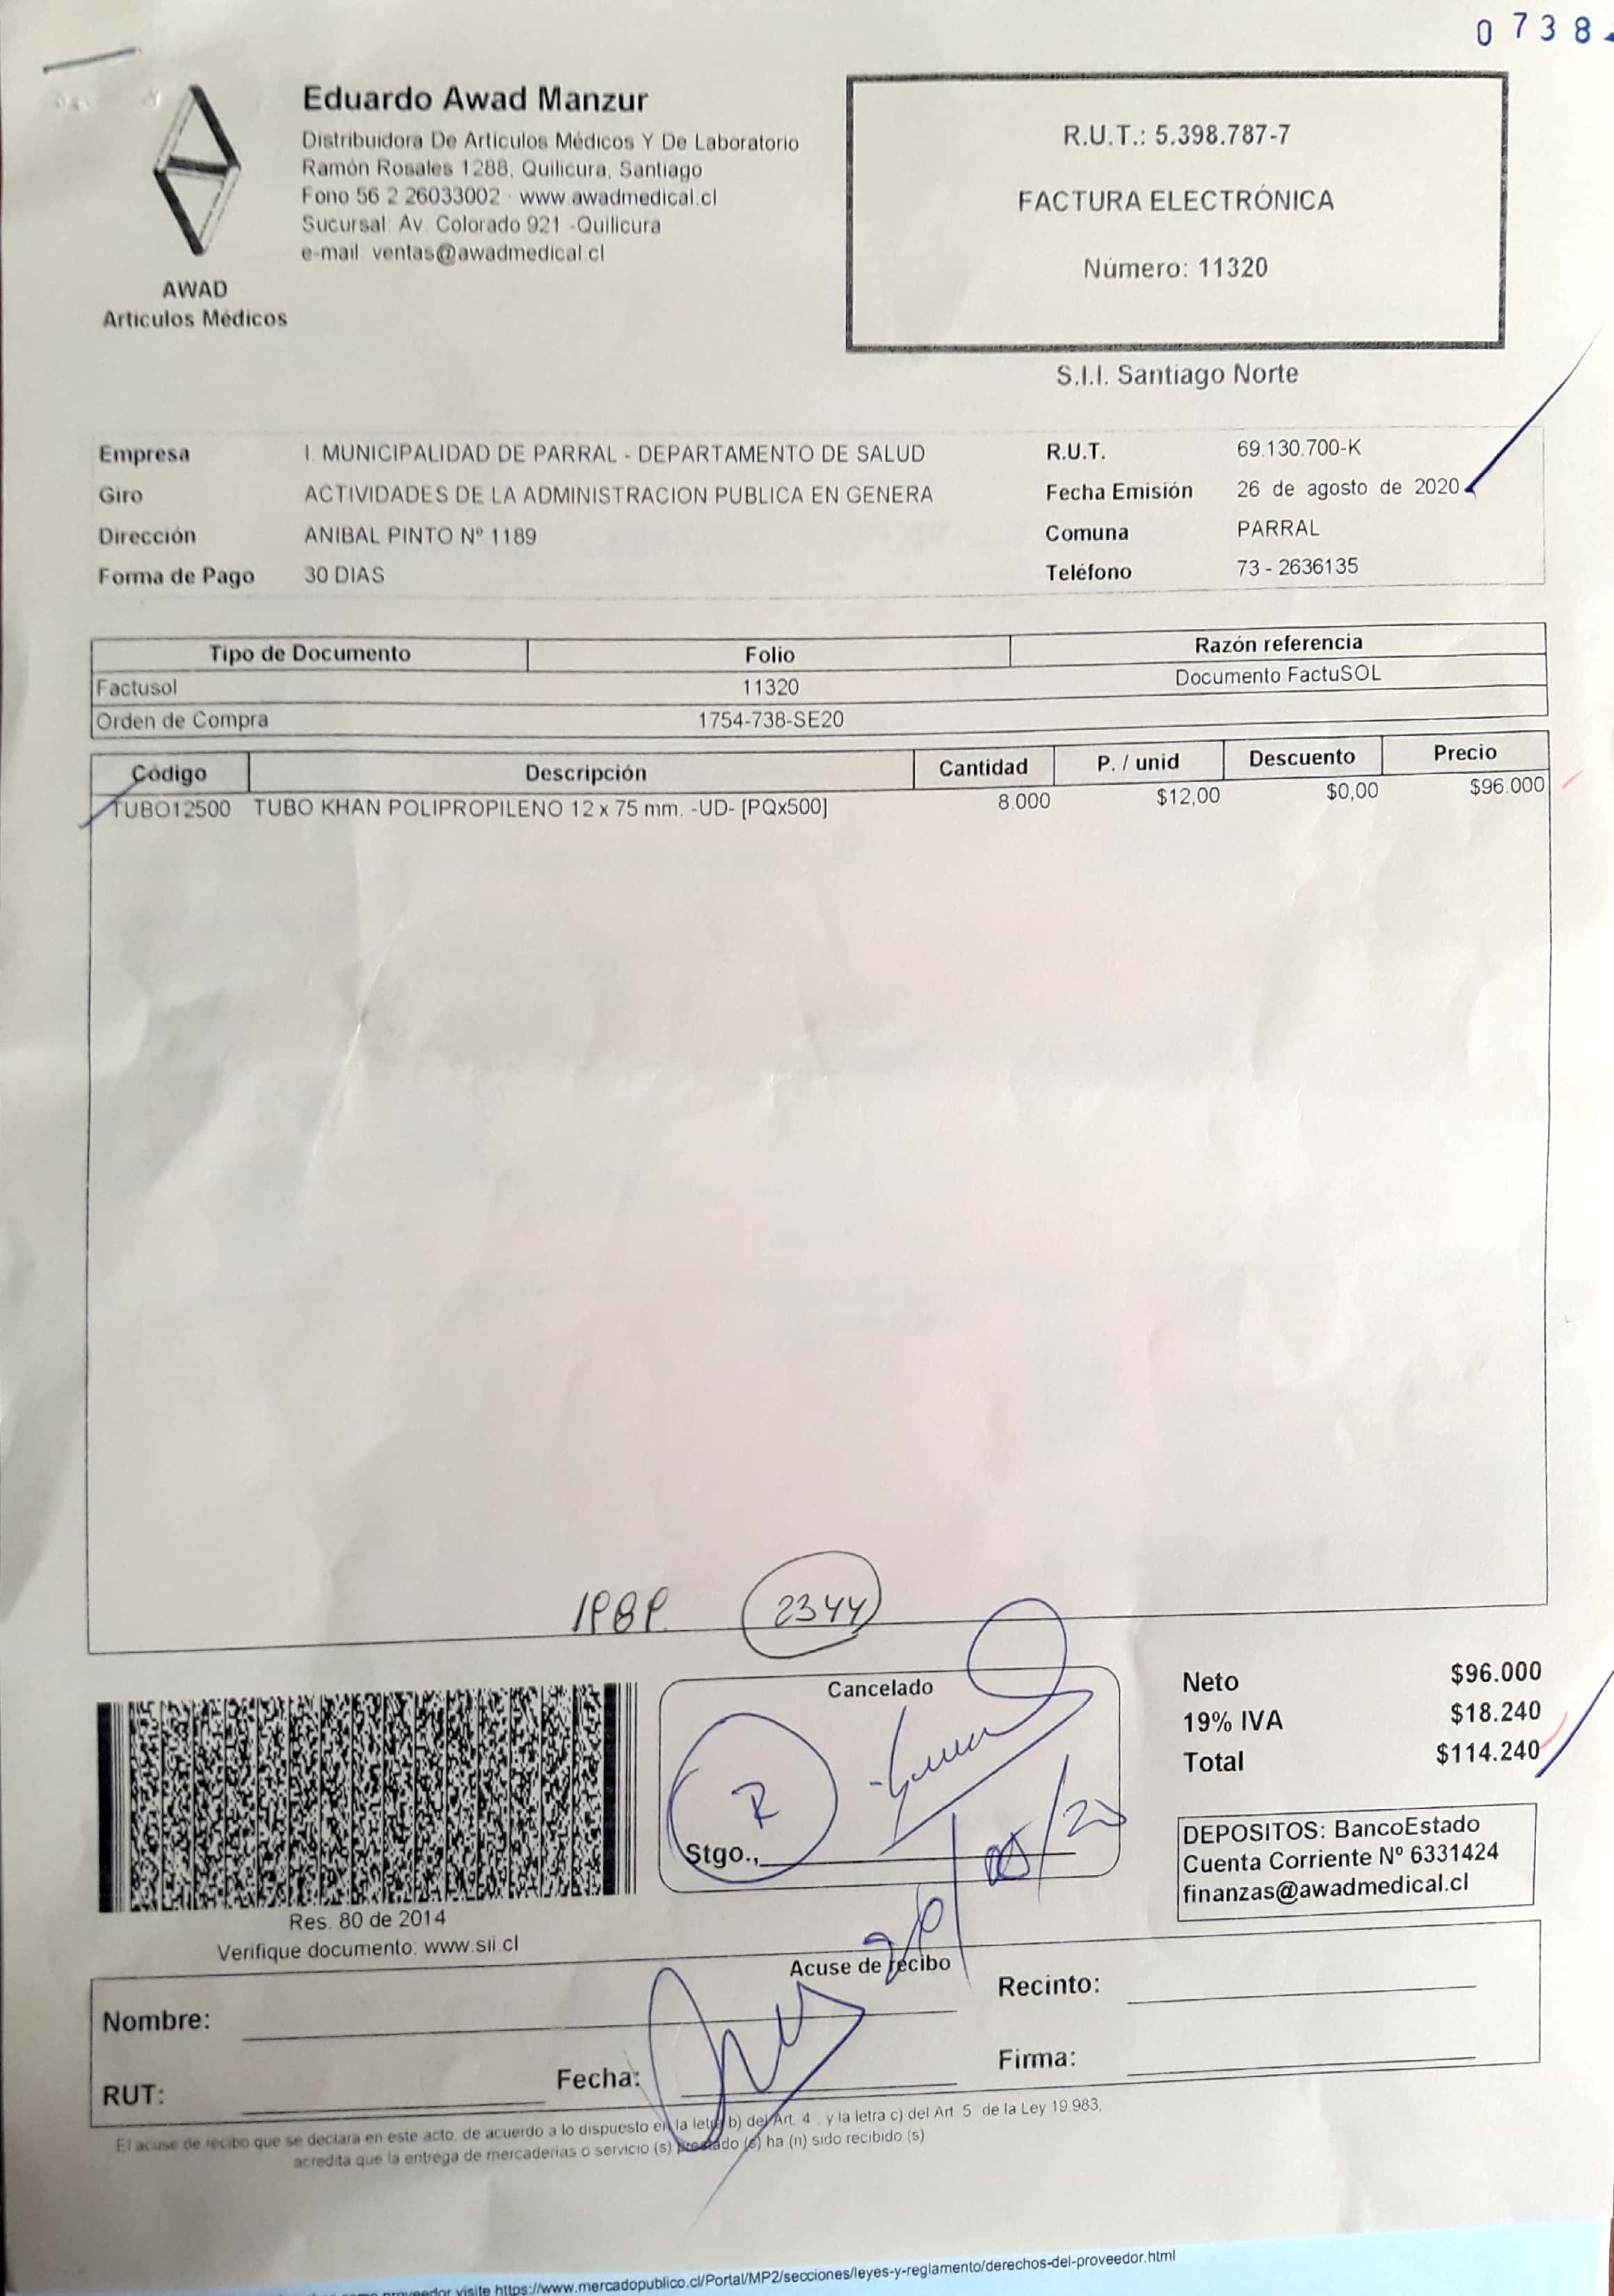 0738
Eduardo Awad Manzur
Distribuidora De Artículos Médicos Y De Laboratorio
Ramón Rosales 1288, Quilicura, Santiago
Fono 56 2 26033002 · www.awadmedical.cl
Sucursal: Av. Colorado 921 -Quilicura
e-mail: ventas@awadmedical.cl
AWAD
Artículos Médicos
R.U.T.: 5.398.787-7
FACTURA ELECTRÓNICA
Número: 11320
S.I.I. Santiago Norte
Empresa I. MUNICIPALIDAD DE PARRAL - DEPARTAMENTO DE SALUD R.U.T. 69.130.700-K
Giro ACTIVIDADES DE LA ADMINISTRACION PUBLICA EN GENERA Fecha Emisión 26 de agosto de 2020
Dirección ANIBAL PINTO Nº 1189 Comuna PARRAL
Forma de Pago 30 DIAS Teléfono 73 - 2636135
Tipo de Documento Folio Razón referencia
Factusol 11320 Documento FactuSOL
Orden de Compra 1754-738-SE20
Código Descripción Cantidad P. / unid Descuento Precio
TUBO12500 TUBO KHAN POLIPROPILENO 12 x 75 mm. -UD- [PQx500] 8.000 $12,00 $0,00 $96.000
2344
Cancelado
R
Stgo.,
Neto $96.000
19% IVA $18.240
Total $114.240
DEPOSITOS: BancoEstado
Cuenta Corriente Nº 6331424
finanzas@awadmedical.cl
Res. 80 de 2014
Verifique documento: www.sii.cl
Acuse de recibo
Nombre: Recinto:
RUT: Fecha: Firma:
El acuse de recibo que se declara en este acto, de acuerdo a lo dispuesto en la letra b) del Art. 4 , y la letra c) del Art. 5 de la Ley 19.983,
acredita que la entrega de mercaderias o servicio (s) prestado (s) ha (n) sido recibido (s)
proveedor visite https://www.mercadopublico.cl/Portal/MP2/secciones/leyes-y-reglamento/derechos-del-proveedor.html